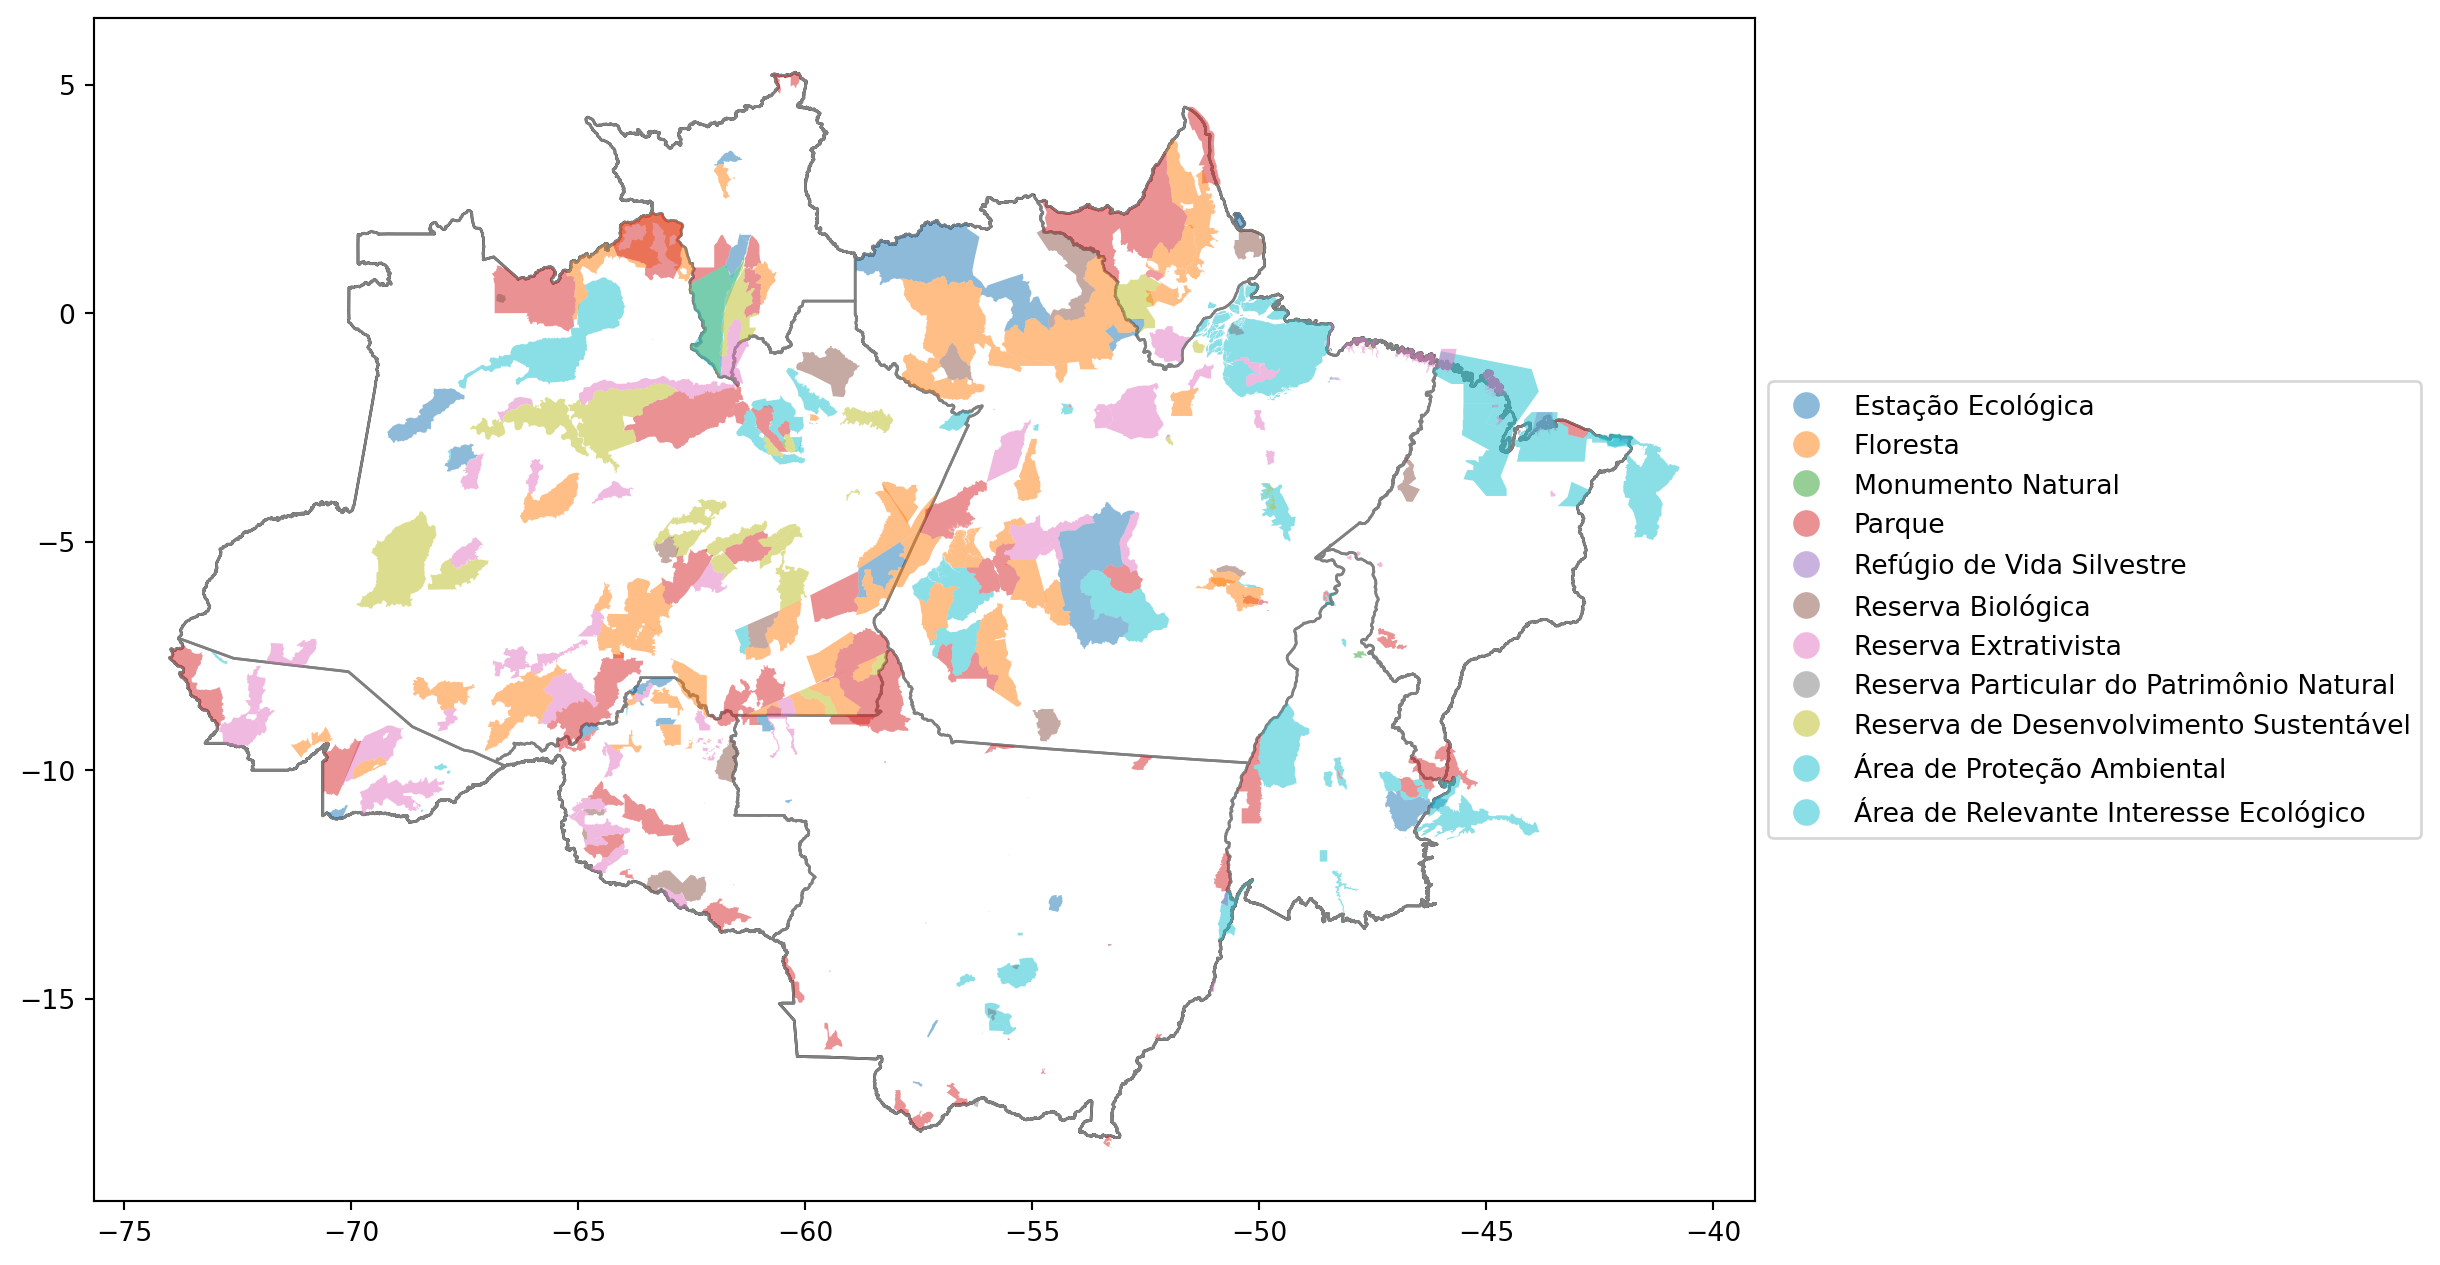 5
0
−5
−10
−15
−75
−70
−65
−60
−55
−50
−45
−40
Estação Ecológica
Floresta
Monumento Natural
Parque
Refúgio de Vida Silvestre
Reserva Biológica
Reserva Extrativista
Reserva Particular do Patrimônio Natural
Reserva de Desenvolvimento Sustentável
Área de Proteção Ambiental
Área de Relevante Interesse Ecológico